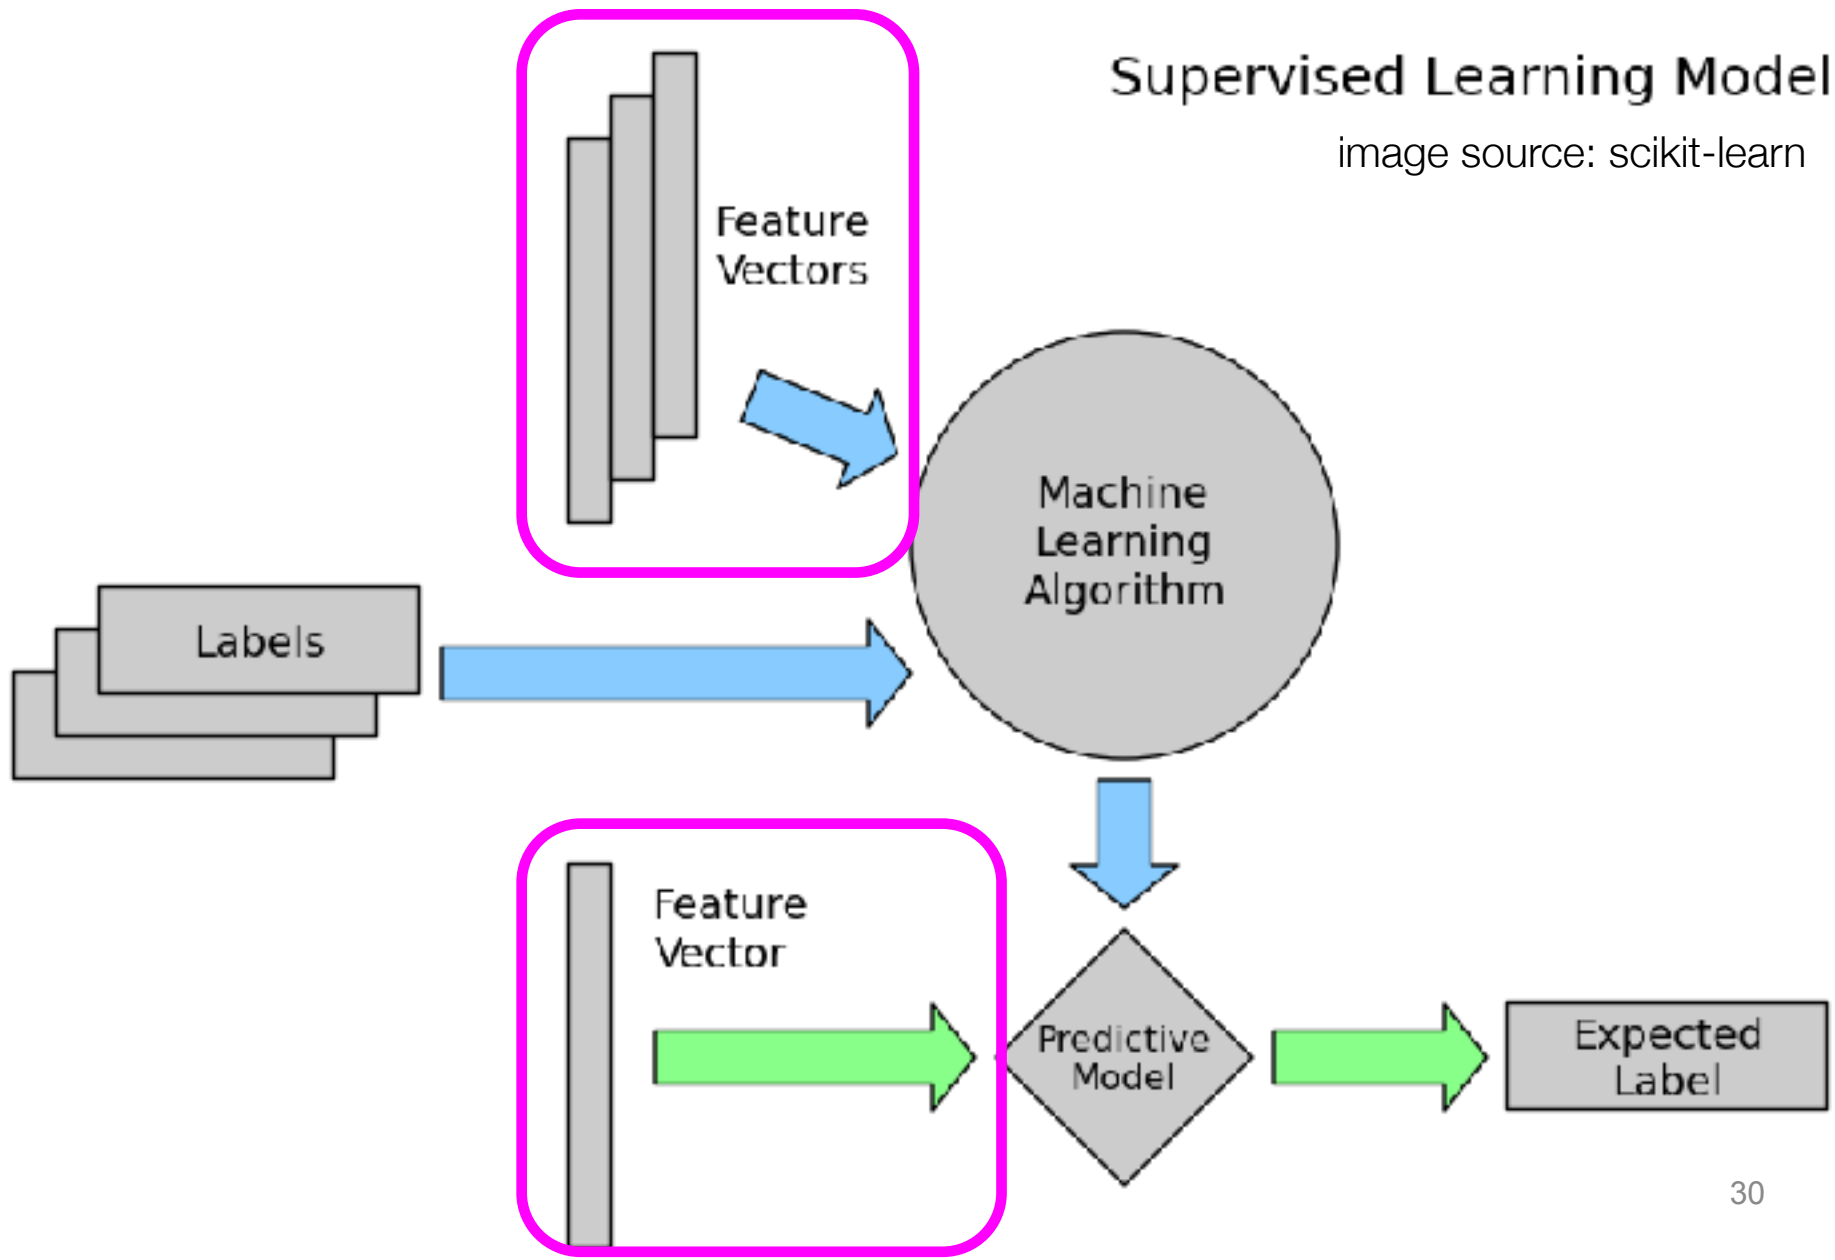 Supervised Learning Model
image source: scikit-learn
Feature
Vectors
Machine
Learning
Algorithm
Labels
Feature
Vector
Predictive
Model
Expected
Label
30